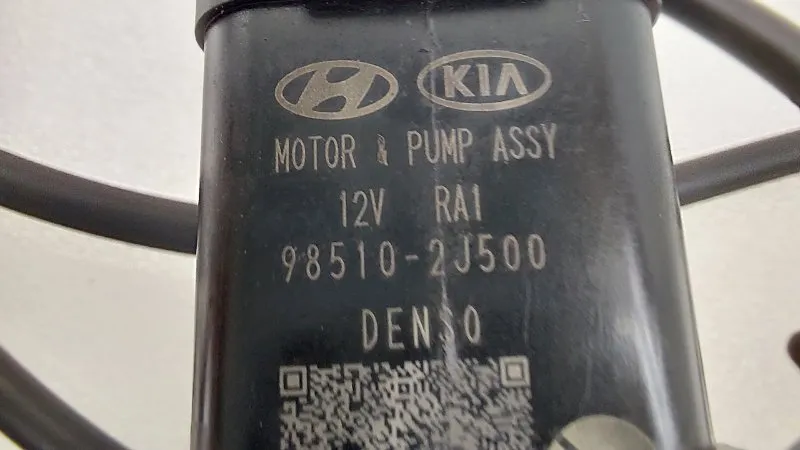 KIA
MOTOR & PUMP ASSY
12V RA1
98510-2J500
DENSO